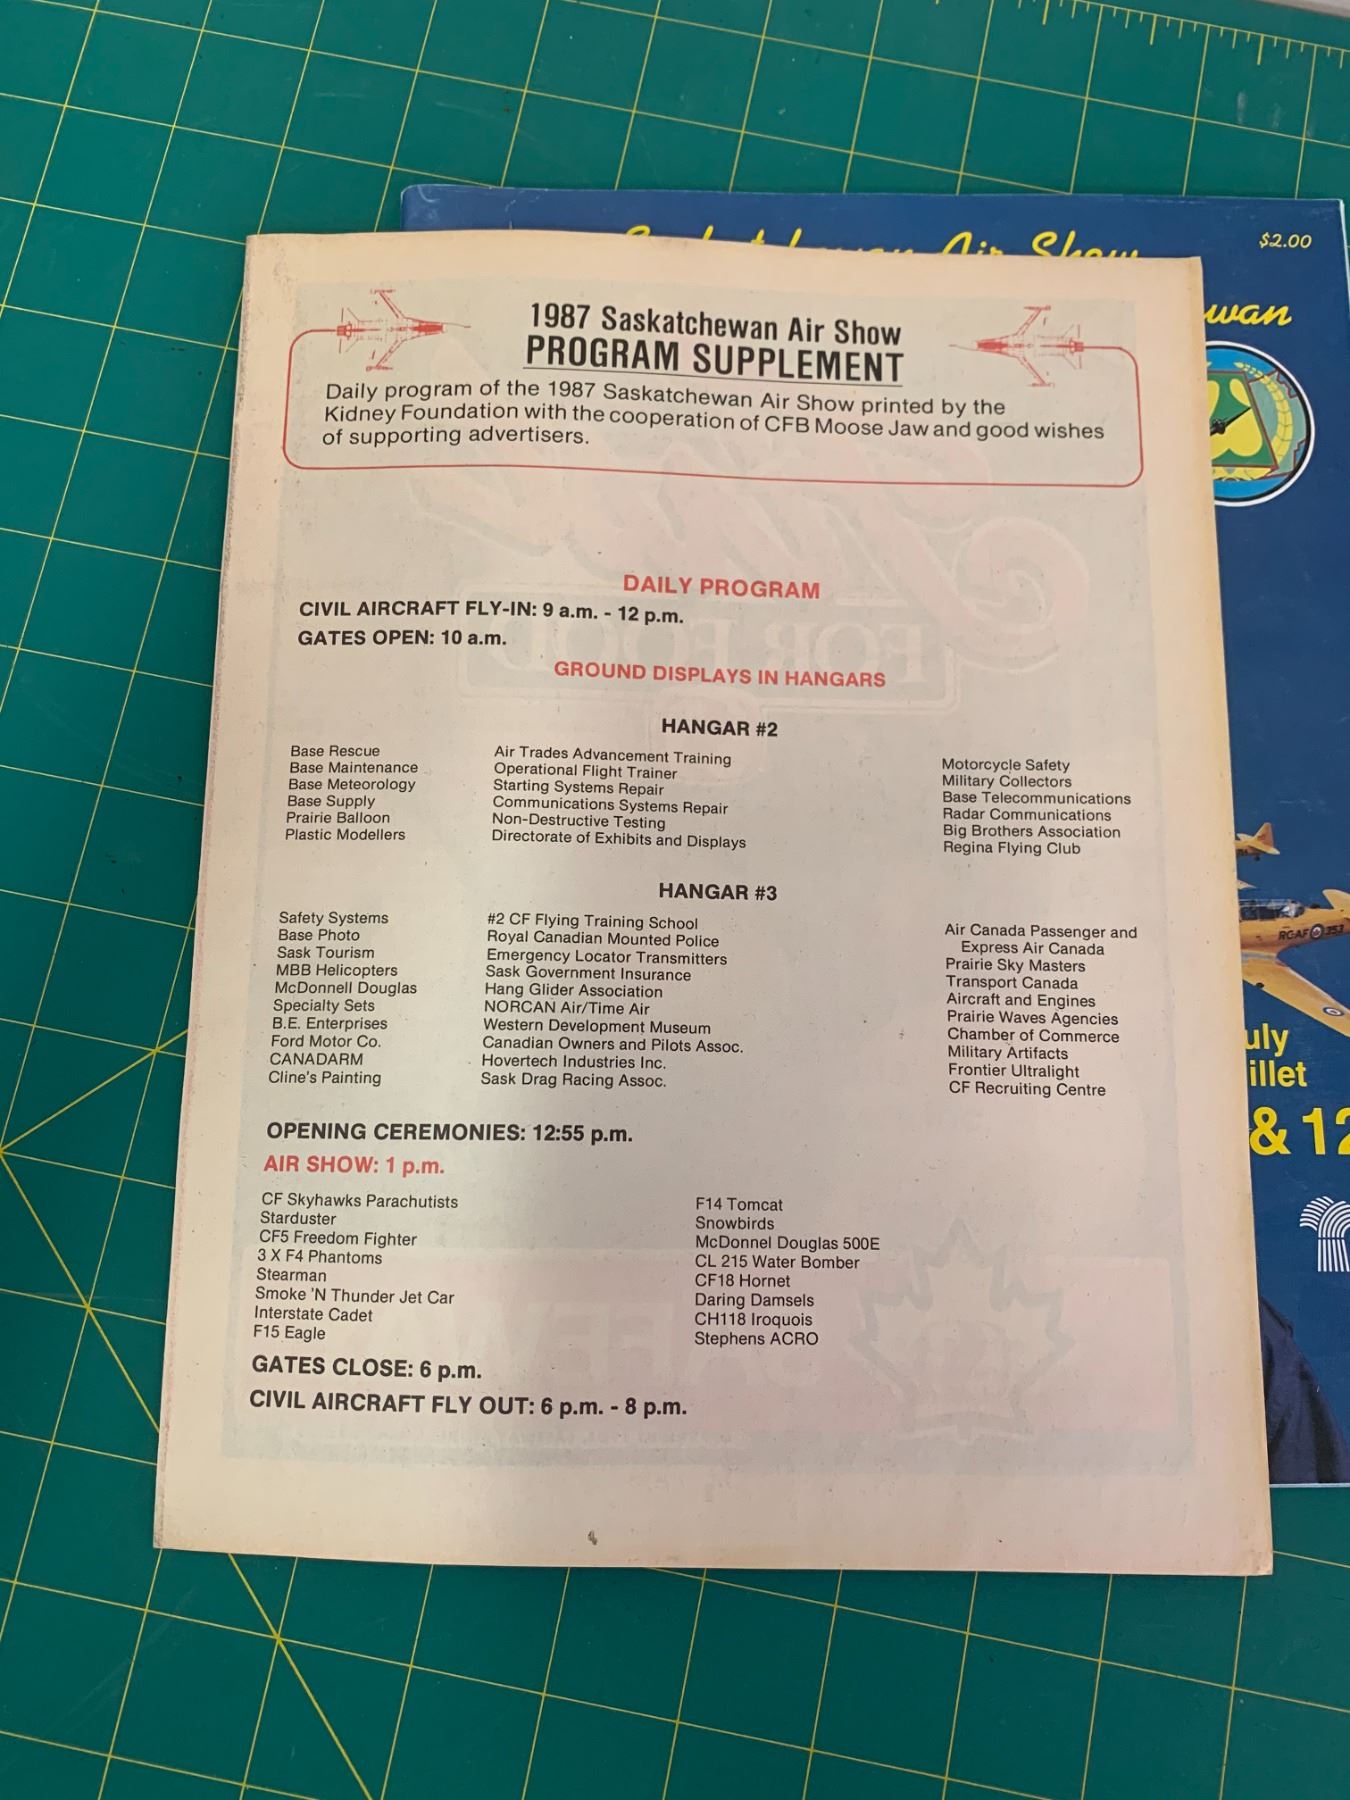 Saskatchewan Air Show
$2.00
wan
1987 Saskatchewan Air Show
PROGRAM SUPPLEMENT
Daily program of the 1987 Saskatchewan Air Show printed by the
Kidney Foundation with the cooperation of CFB Moose Jaw and good wishes
of supporting advertisers.
DAILY PROGRAM
CIVIL AIRCRAFT FLY-IN: 9 a.m. - 12 p.m.
GATES OPEN: 10 a.m.
GROUND DISPLAYS IN HANGARS
HANGAR #2
Base Rescue
Base Maintenance
Base Meteorology
Base Supply
Prairie Balloon
Plastic Modellers
Air Trades Advancement Training
Operational Flight Trainer
Starting Systems Repair
Communications Systems Repair
Non-Destructive Testing
Directorate of Exhibits and Displays
Motorcycle Safety
Military Collectors
Base Telecommunications
Radar Communications
Big Brothers Association
Regina Flying Club
HANGAR #3
Safety Systems
Base Photo
Sask Tourism
MBB Helicopters
McDonnell Douglas
Specialty Sets
B.E. Enterprises
Ford Motor Co.
CANADARM
Cline's Painting
#2 CF Flying Training School
Royal Canadian Mounted Police
Emergency Locator Transmitters
Sask Government Insurance
Hang Glider Association
NORCAN Air/Time Air
Western Development Museum
Canadian Owners and Pilots Assoc.
Hovertech Industries Inc.
Sask Drag Racing Assoc.
Air Canada Passenger and
Express Air Canada
Prairie Sky Masters
Transport Canada
Aircraft and Engines
Prairie Waves Agencies
Chamber of Commerce
Military Artifacts
Frontier Ultralight
CF Recruiting Centre
OPENING CEREMONIES: 12:55 p.m.
AIR SHOW: 1 p.m.
CF Skyhawks Parachutists
Starduster
CF5 Freedom Fighter
3 X F4 Phantoms
Stearman
Smoke 'N Thunder Jet Car
Interstate Cadet
F15 Eagle
F14 Tomcat
Snowbirds
McDonnel Douglas 500E
CL 215 Water Bomber
CF18 Hornet
Daring Damsels
CH118 Iroquois
Stephens ACRO
GATES CLOSE: 6 p.m.
CIVIL AIRCRAFT FLY OUT: 6 p.m. - 8 p.m.
RCAF 353
uly
illet
& 12